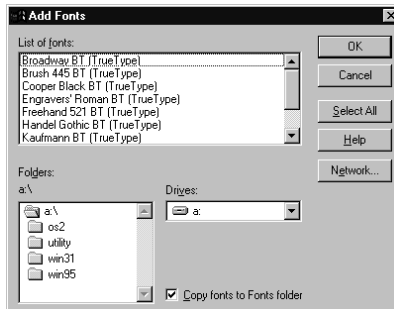 Add Fonts
List of fonts:
Broadway BT (TrueType)
Brush 445 BT (TrueType)
Cooper Black BT (TrueType)
Engravers' Roman BT (TrueType)
Freehand 521 BT (TrueType)
Handel Gothic BT (TrueType)
Kaufmann BT (TrueType)
OK
Cancel
Select All
Help
Network...
Folders:
a:\
a:\
os2
utility
win31
win95
Drives:
a:
Copy fonts to Fonts folder